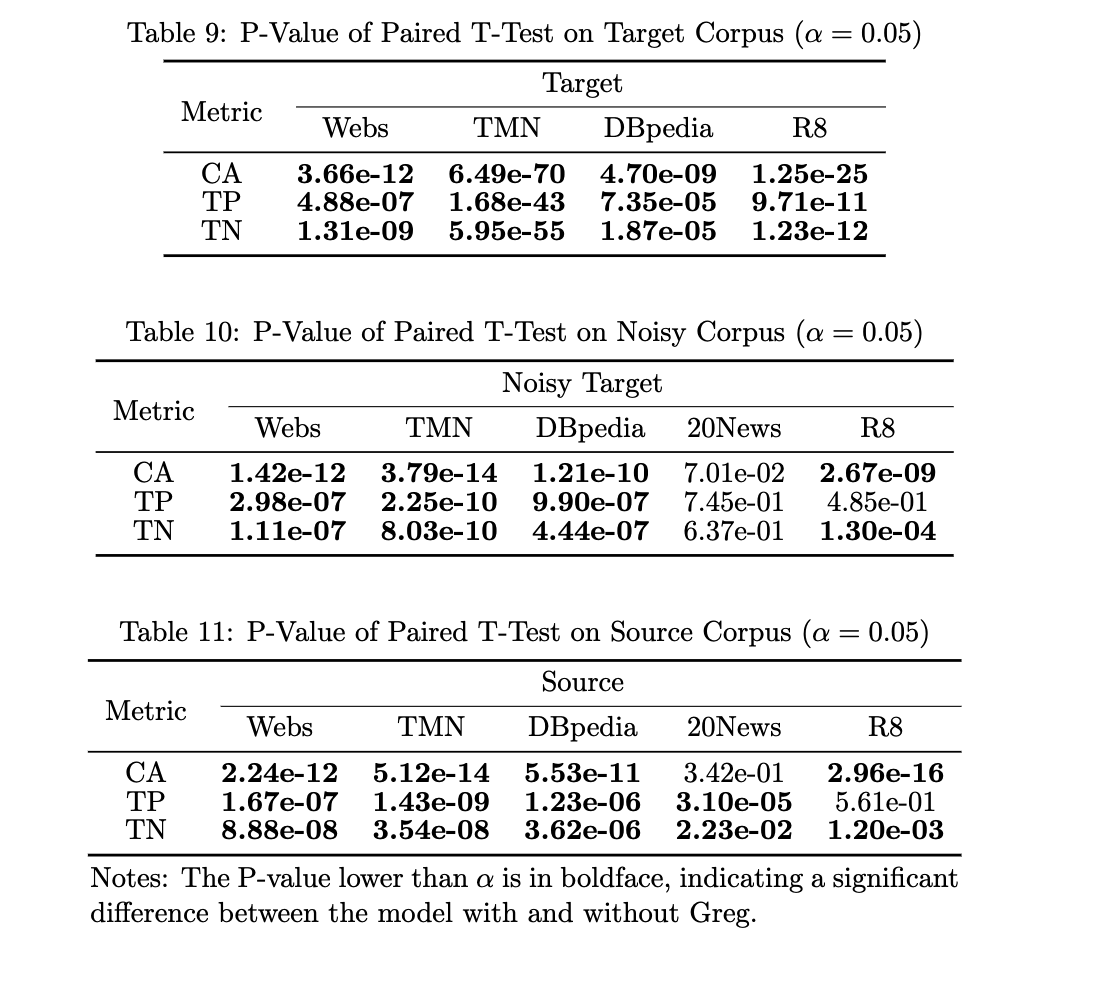 Table 9: P-Value of Paired T-Test on Target Corpus (α = 0.05)
Metric Target
Webs TMN DBpedia R8
CA 3.66e-12 6.49e-70 4.70e-09 1.25e-25
TP 4.88e-07 1.68e-43 7.35e-05 9.71e-11
TN 1.31e-09 5.95e-55 1.87e-05 1.23e-12
Table 10: P-Value of Paired T-Test on Noisy Corpus (α = 0.05)
Metric Noisy Target
Webs TMN DBpedia 20News R8
CA 1.42e-12 3.79e-14 1.21e-10 7.01e-02 2.67e-09
TP 2.98e-07 2.25e-10 9.90e-07 7.45e-01 4.85e-01
TN 1.11e-07 8.03e-10 4.44e-07 6.37e-01 1.30e-04
Table 11: P-Value of Paired T-Test on Source Corpus (α = 0.05)
Metric Source
Webs TMN DBpedia 20News R8
CA 2.24e-12 5.12e-14 5.53e-11 3.42e-01 2.96e-16
TP 1.67e-07 1.43e-09 1.23e-06 3.10e-05 5.61e-01
TN 8.88e-08 3.54e-08 3.62e-06 2.23e-02 1.20e-03
Notes: The P-value lower than α is in boldface, indicating a significant
difference between the model with and without Greg.